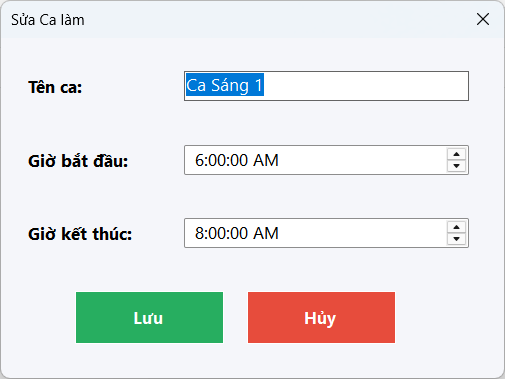 Sửa Ca làm
Tên ca: Ca Sáng 1
Giờ bắt đầu: 6:00:00 AM
Giờ kết thúc: 8:00:00 AM
Lưu Hủy